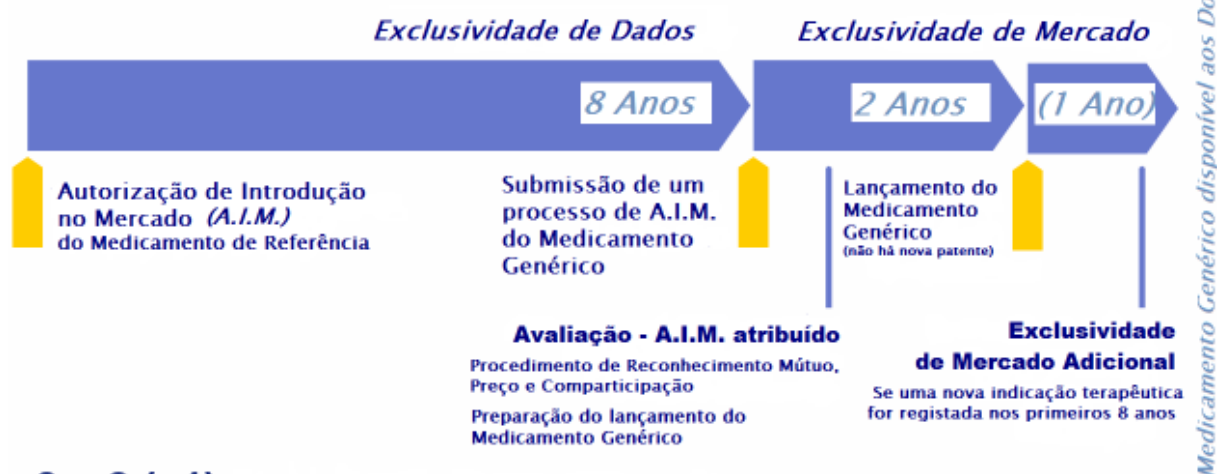 Exclusividade de Dados
Exclusividade de Mercado
8 Anos
2 Anos
(1 Ano)
Autorização de Introdução
no Mercado (A.I.M.)
do Medicamento de Referência
Submissão de um
processo de A.I.M.
do Medicamento
Genérico
Lançamento do
Medicamento
Genérico
(não há nova patente)
Avaliação - A.I.M. atribuído
Procedimento de Reconhecimento Mútuo,
Preço e Comparticipação
Preparação do lançamento do
Medicamento Genérico
Exclusividade
de Mercado Adicional
Se uma nova indicação terapêutica
for registada nos primeiros 8 anos
Medicamento Genérico disponível aos Do